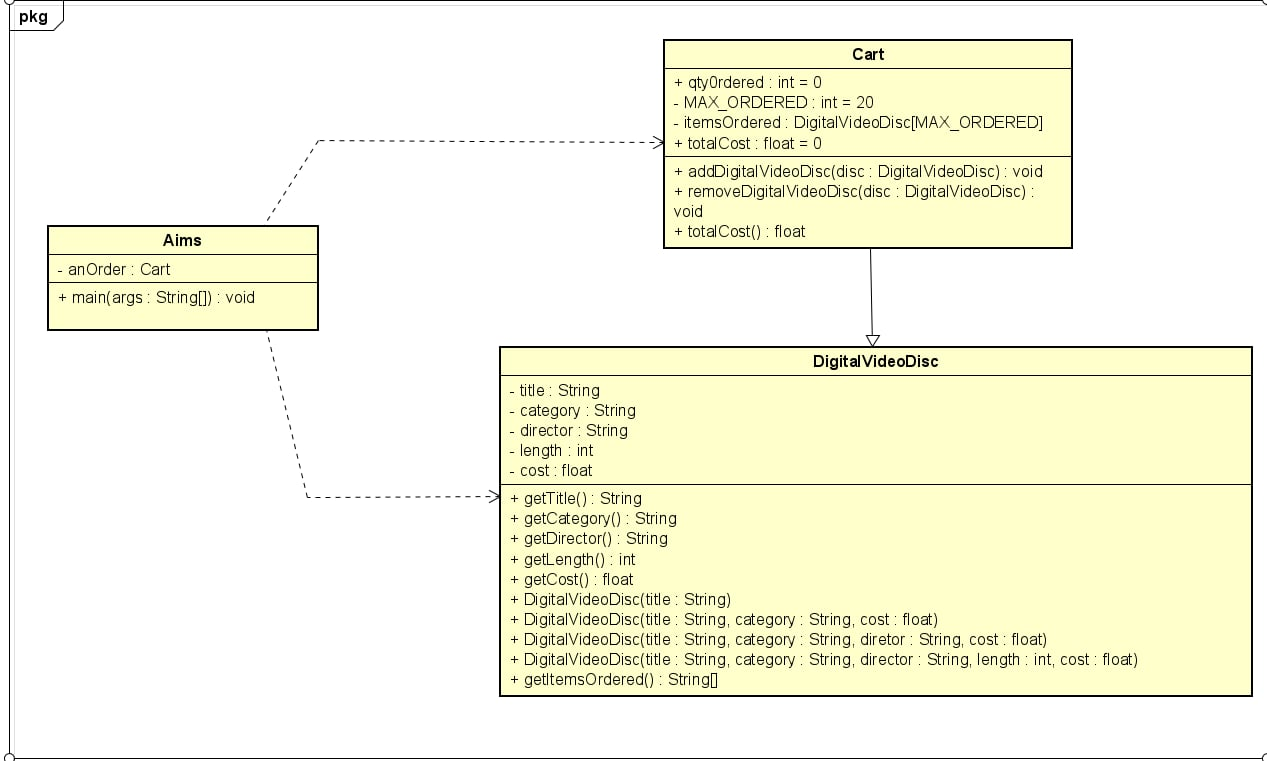 pkg
Cart
+ qty0rdered : int = 0
- MAX_ORDERED : int = 20
- itemsOrdered : DigitalVideoDisc[MAX_ORDERED]
+ totalCost : float = 0
+ addDigitalVideoDisc(disc : DigitalVideoDisc) : void
+ removeDigitalVideoDisc(disc : DigitalVideoDisc) :
void
+ totalCost() : float
Aims
- anOrder : Cart
+ main(args : String[]) : void
DigitalVideoDisc
- title : String
- category : String
- director : String
- length : int
- cost : float
+ getTitle() : String
+ getCategory() : String
+ getDirector() : String
+ getLength() : int
+ getCost() : float
+ DigitalVideoDisc(title : String)
+ DigitalVideoDisc(title : String, category : String, cost : float)
+ DigitalVideoDisc(title : String, category : String, diretor : String, cost : float)
+ DigitalVideoDisc(title : String, category : String, director : String, length : int, cost : float)
+ getItemsOrdered() : String[]